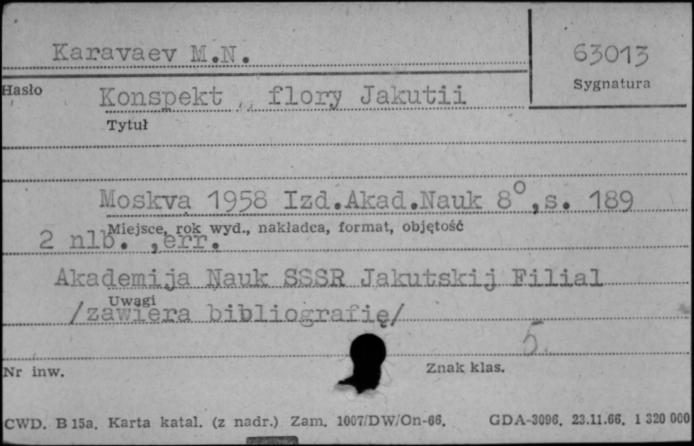 Karavaev M.N.
63013
Sygnatura
Hasło
Konspekt flory Jakutii
Tytuł
Moskva 1958 Izd.Akad.Nauk 8°,s. 189
Miejsce, rok wyd., nakładca, format, objętość
2 nlb. ,err.
Akademija Nauk SSSR Jakutskij Filial
Uwagi
/zawiera bibliografię/
5.
Nr inw.
Znak klas.
CWD. B 15a. Karta katal. (z nadr.) Zam. 1007/DW/On-66. GDA-3096. 23.11.66. 1 320 000